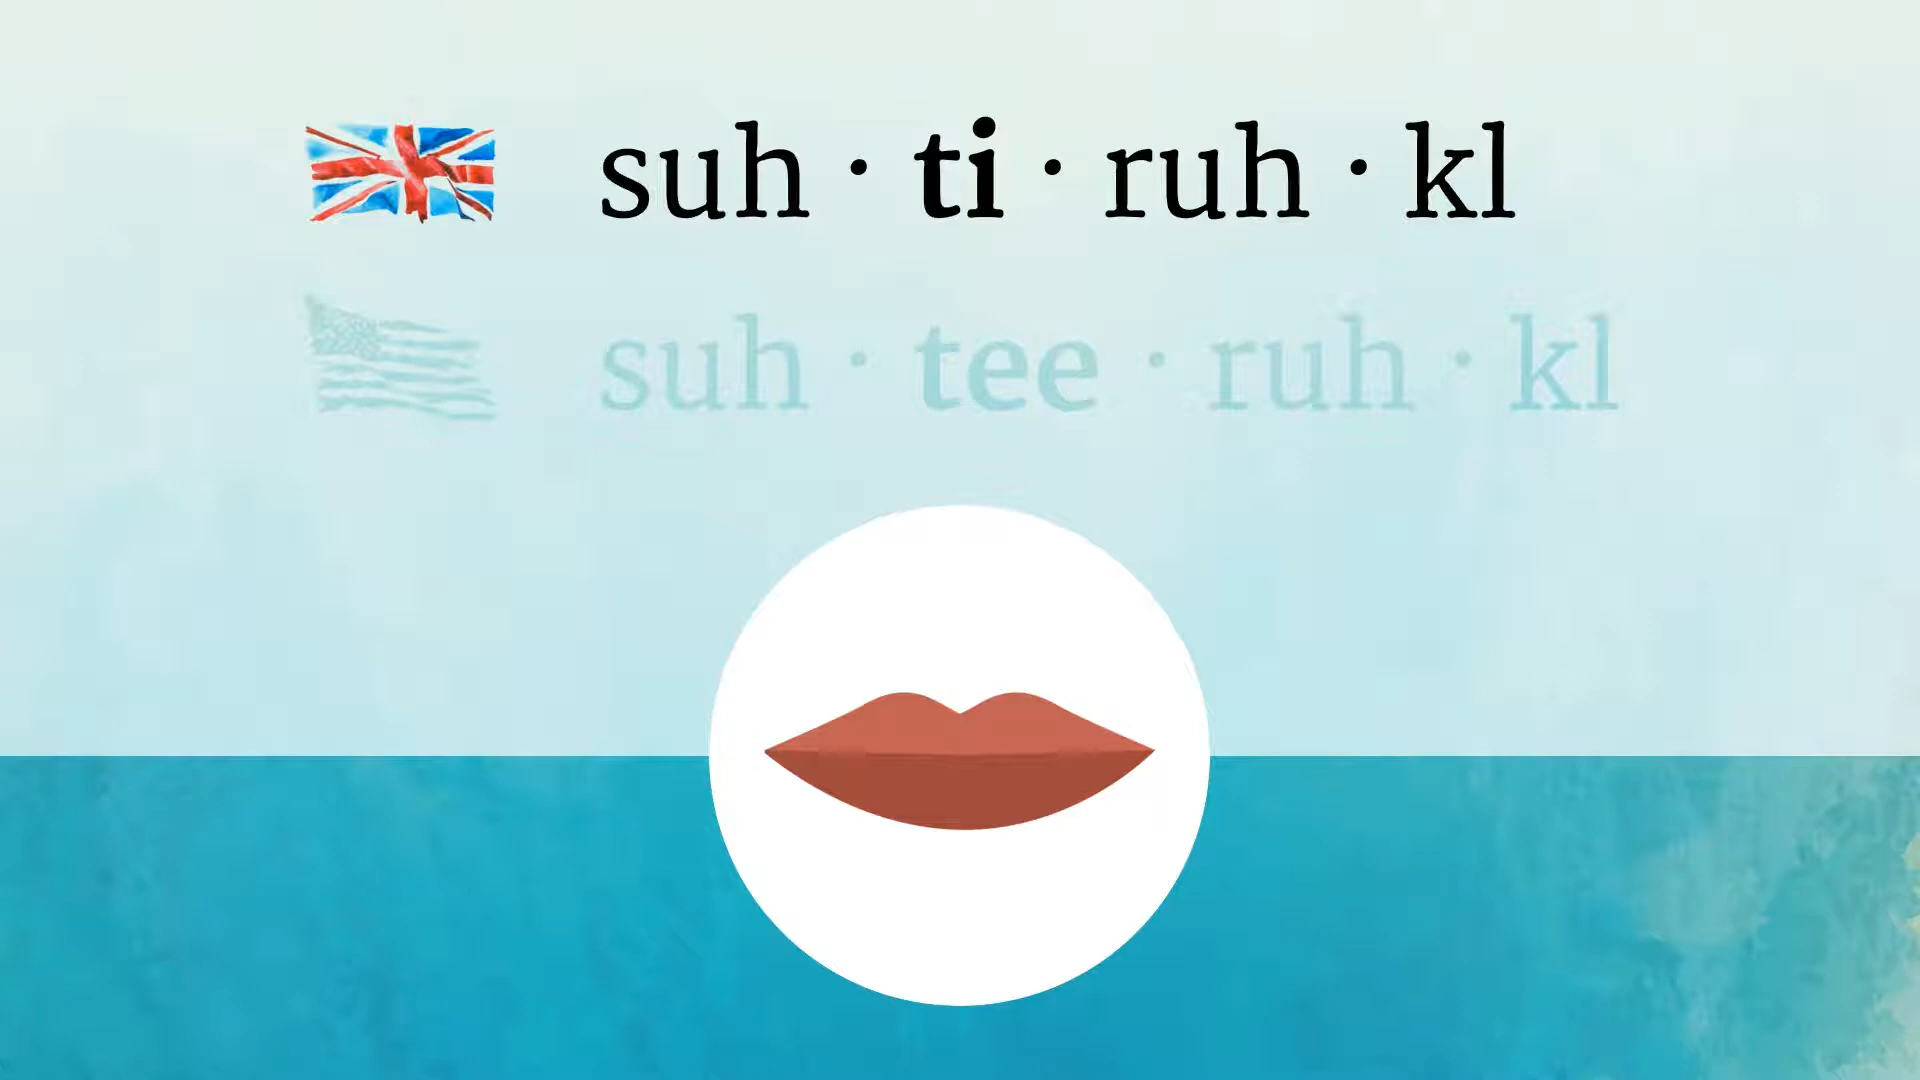 suh · ti · ruh · kl
suh · tee · ruh · kl